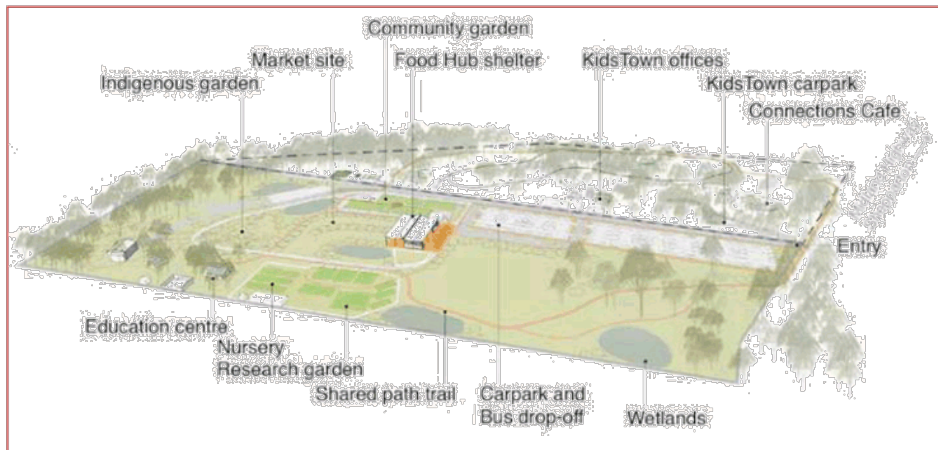 Community garden
Market site
Food Hub shelter
KidsTown offices
Indigenous garden
KidsTown carpark
Connections Cafe
Entry
Education centre
Nursery
Research garden
Shared path trail
Carpark and
Bus drop-off
Wetlands